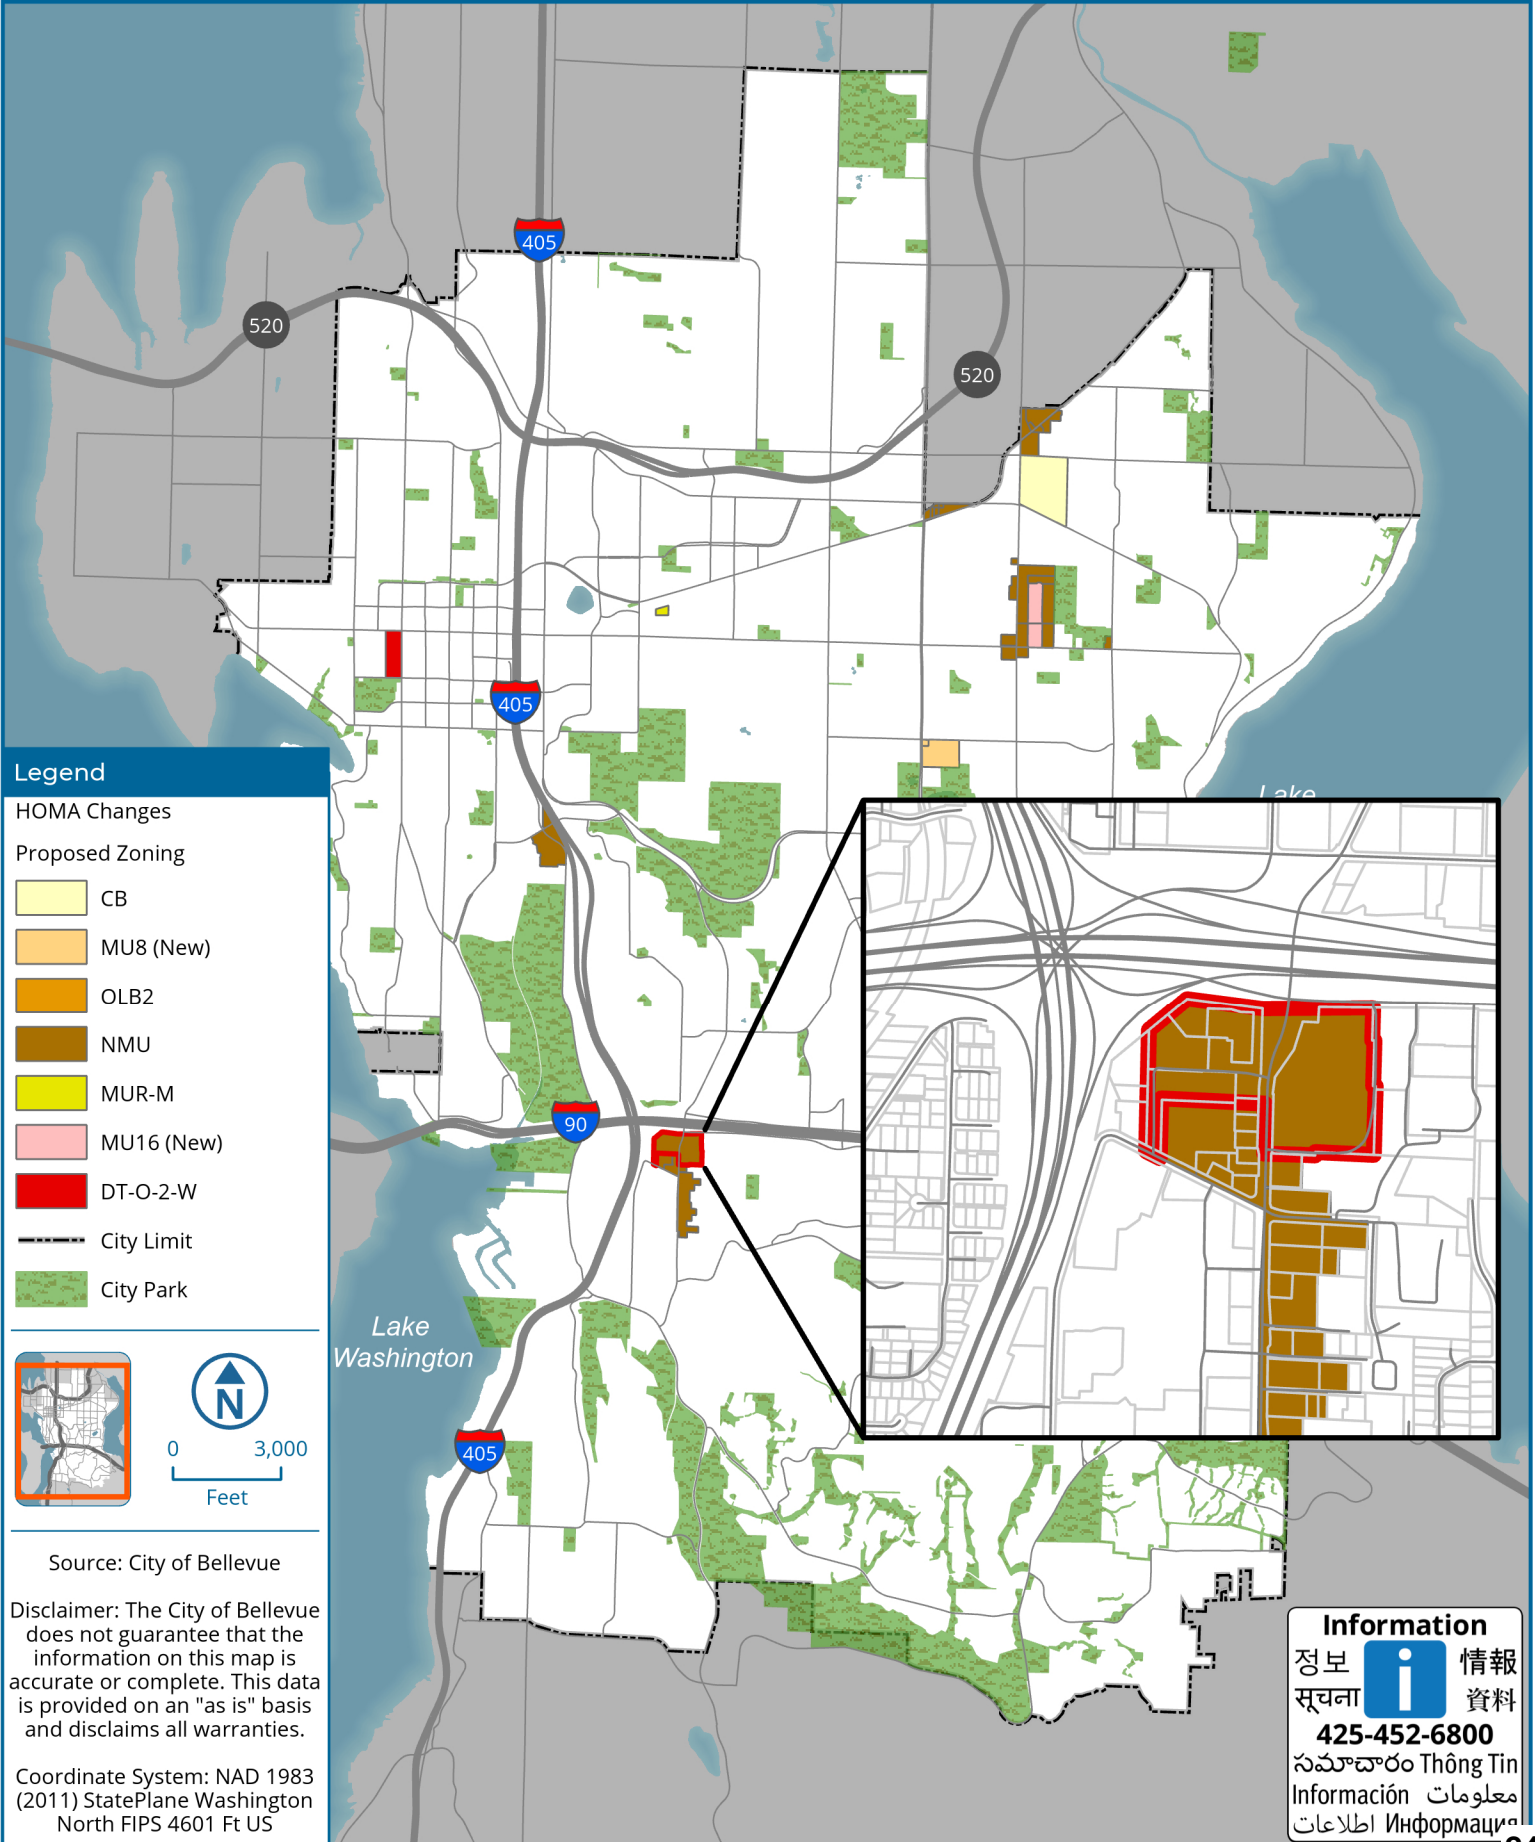 405
520
520
405
Lake
Legend
HOMA Changes
Proposed Zoning
CB
MU8 (New)
OLB2
NMU
MUR-M
MU16 (New)
DT-O-2-W
City Limit
City Park
90
Lake
Washington
405
N
0 3,000
Feet
Source: City of Bellevue
Disclaimer: The City of Bellevue
does not guarantee that the
information on this map is
accurate or complete. This data
is provided on an "as is" basis
and disclaims all warranties.
Coordinate System: NAD 1983
(2011) StatePlane Washington
North FIPS 4601 Ft US
Information
정보 i 情報
सूचना 資料
425-452-6800
సమాచారం Thông Tin
Información معلومات
اطلاعات Информация